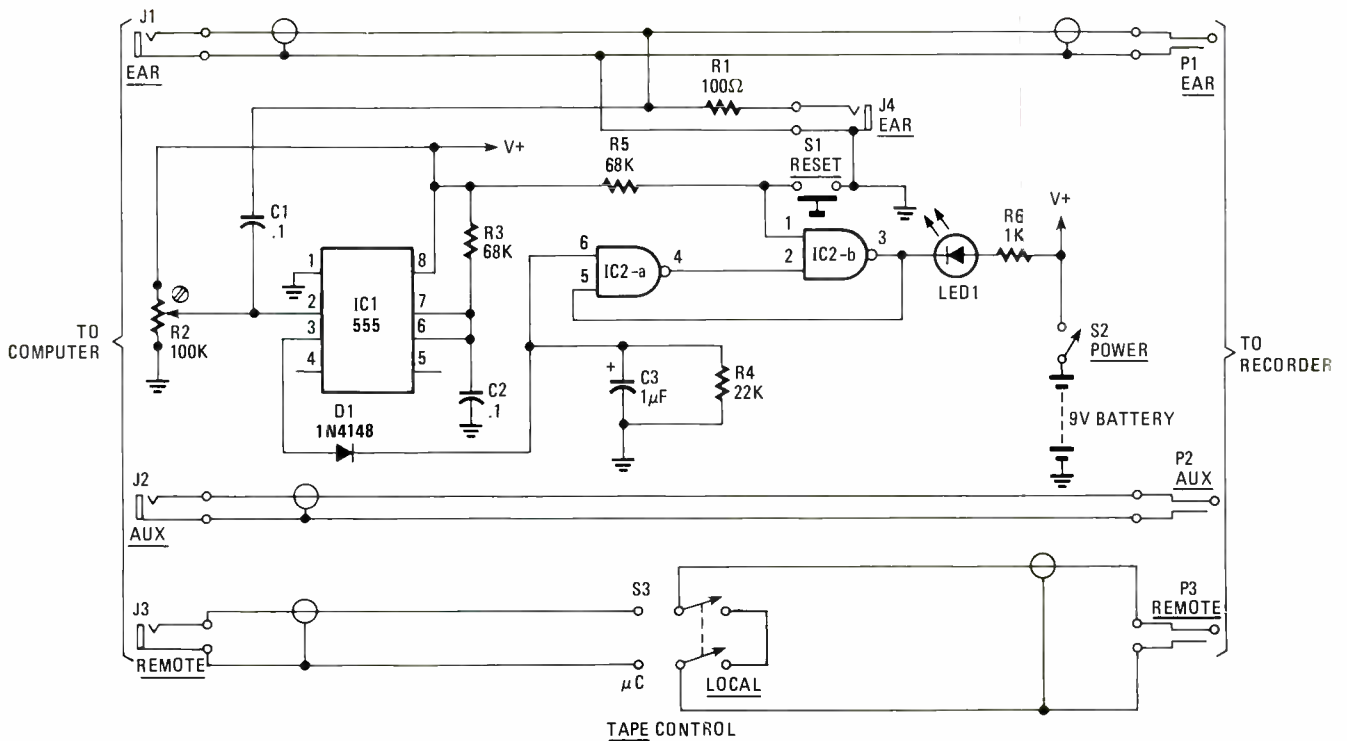 J1
EAR
R1
100Ω
P1
EAR
J4
EAR
V+
R5
68K
S1
RESET
C1
.1
R3
68K
1
2
3
4
8
7
6
5
IC1
555
6
5
IC2-a
4
1
2
IC2-b
3
LED1
R6
1K
V+
TO
COMPUTER
R2
100K
C2
.1
D1
1N4148
+
C3
1µF
R4
22K
S2
POWER
TO
RECORDER
9V BATTERY
J2
AUX
P2
AUX
J3
REMOTE
S3
µC
LOCAL
P3
REMOTE
TAPE CONTROL